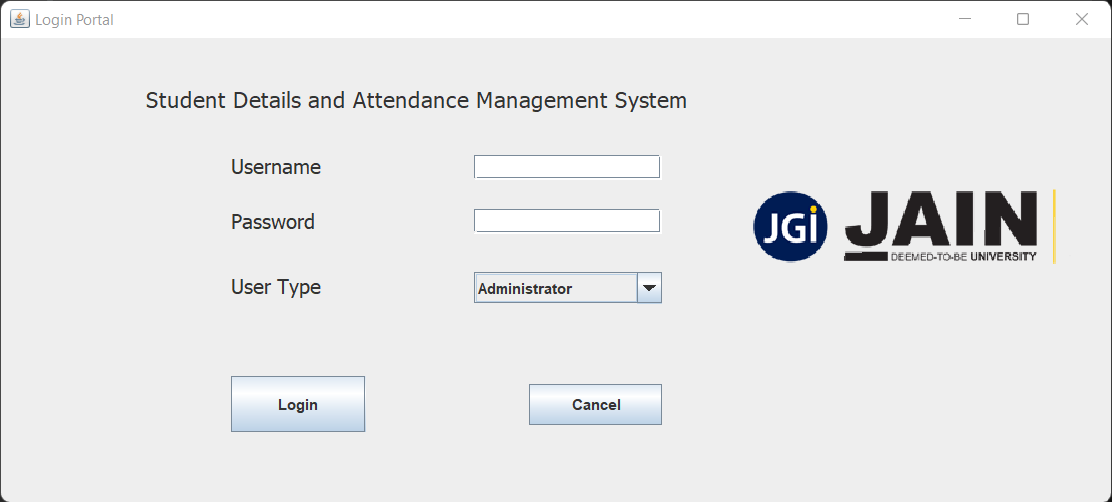 Login Portal
Student Details and Attendance Management System
Username
Password
User Type
Administrator
JGi JAIN
DEEMED-TO-BE UNIVERSITY
Login
Cancel